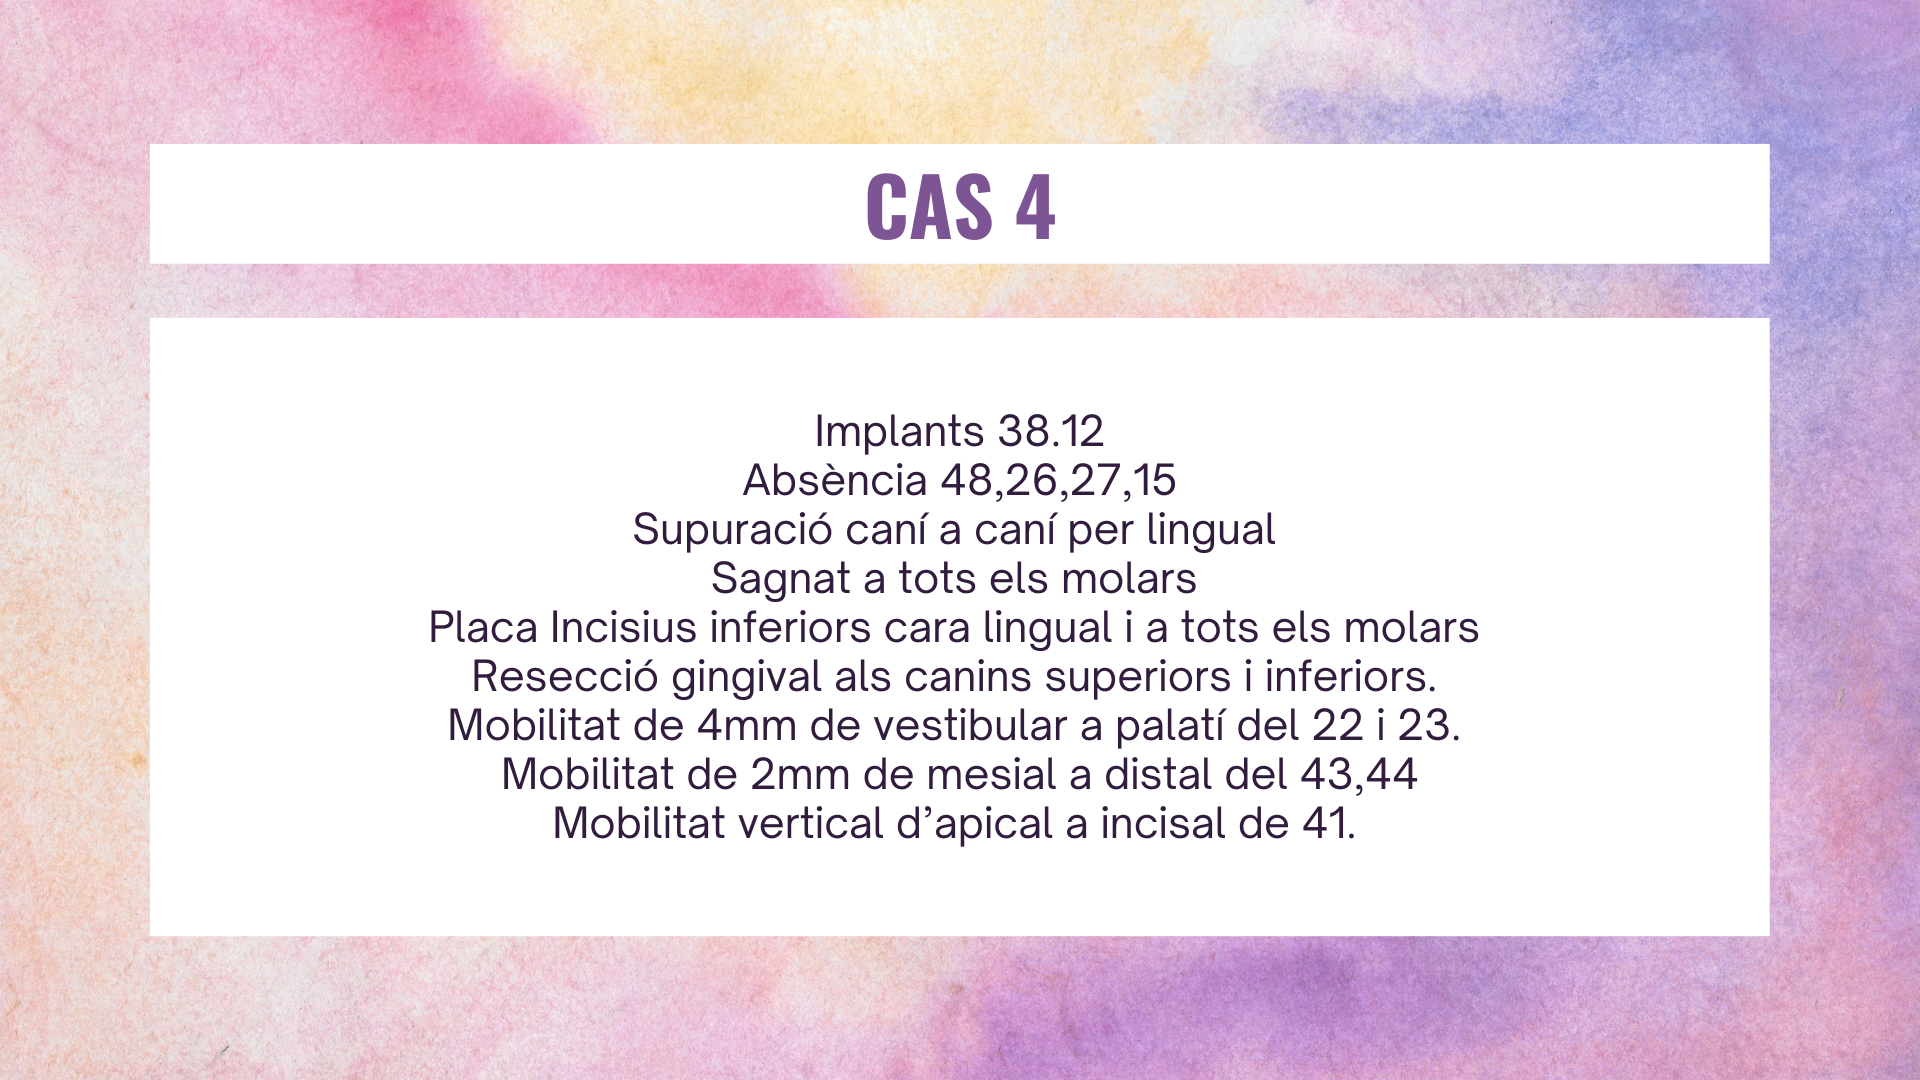 CAS 4
Implants 38.12
Absència 48,26,27,15
Supuració caní a caní per lingual
Sagnat a tots els molars
Placa Incisius inferiors cara lingual i a tots els molars
Resecció gingival als canins superiors i inferiors.
Mobilitat de 4mm de vestibular a palatí del 22 i 23.
Mobilitat de 2mm de mesial a distal del 43,44
Mobilitat vertical d’apical a incisal de 41.